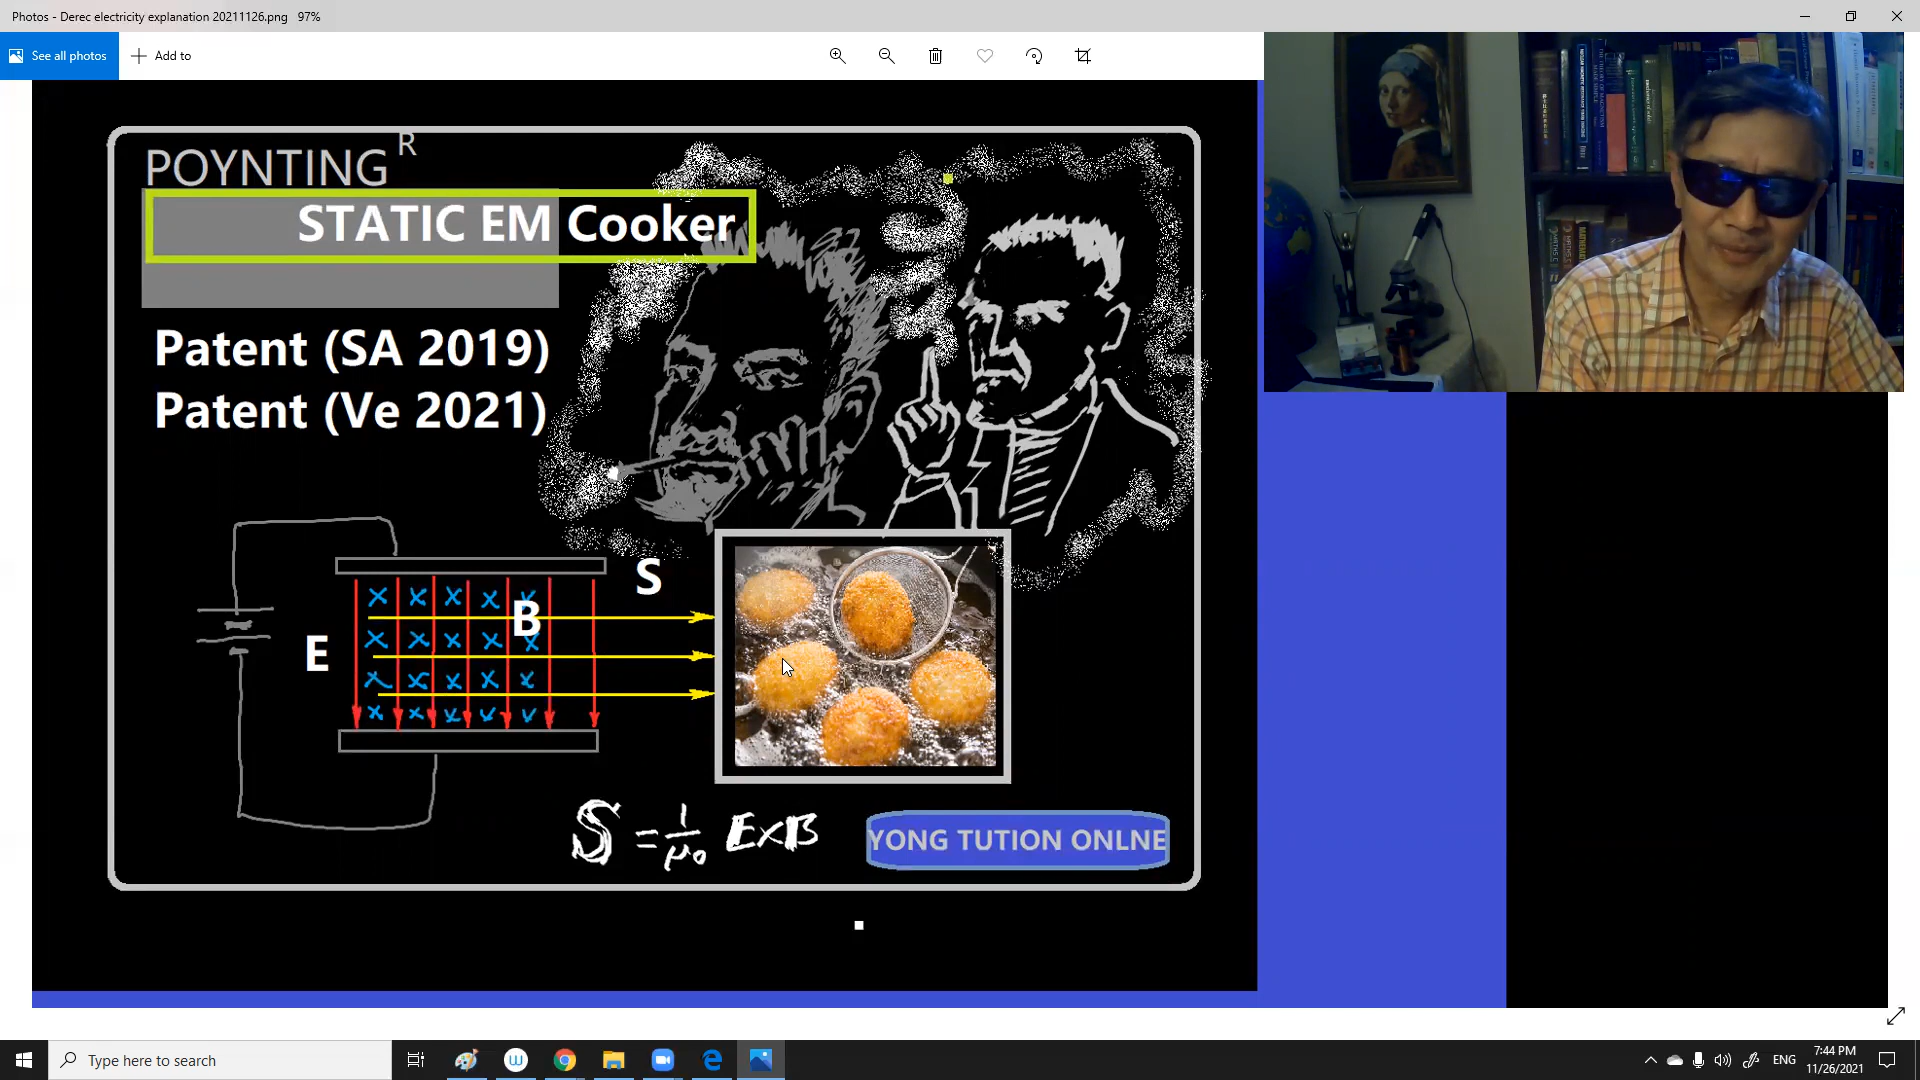 Photos - Derec electricity explanation 20211126.png 97%
See all photos
Add to
POYNTING R
STATIC EM Cooker
Patent (SA 2019)
Patent (Ve 2021)
S
B
E
S = 1/μ₀ E×B
YONG TUTION ONLNE
Type here to search
ENG
7:44 PM
11/26/2021